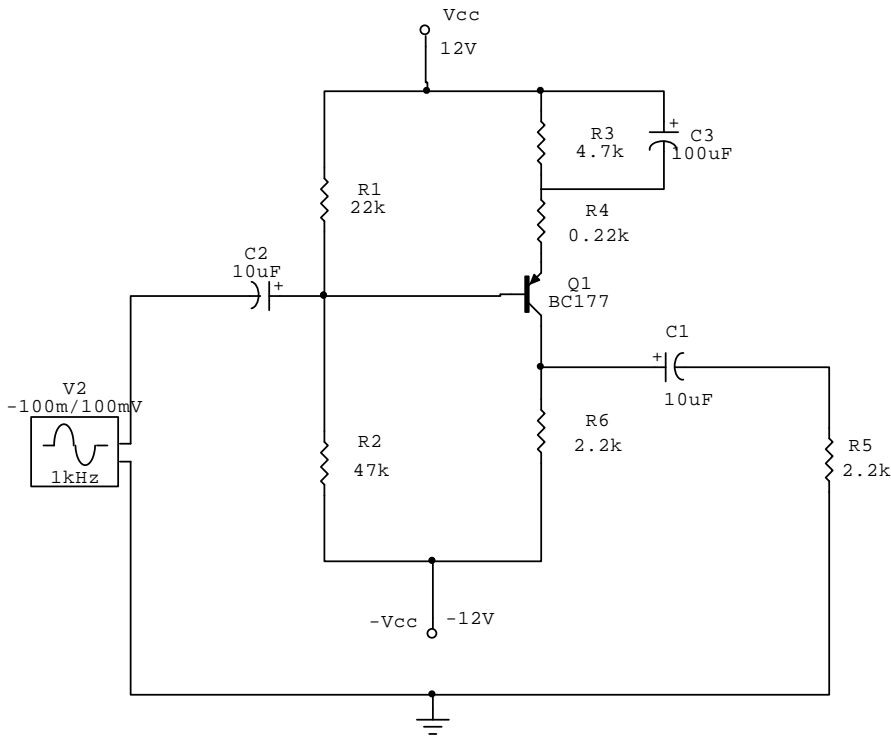 Vcc
12V
R3
4.7k
+
C3
100uF
R1
22k
R4
0.22k
C2
10uF
+
Q1
BC177
C1
+
10uF
V2
-100m/100mV
1kHz
R2
47k
R6
2.2k
R5
2.2k
-Vcc
-12V